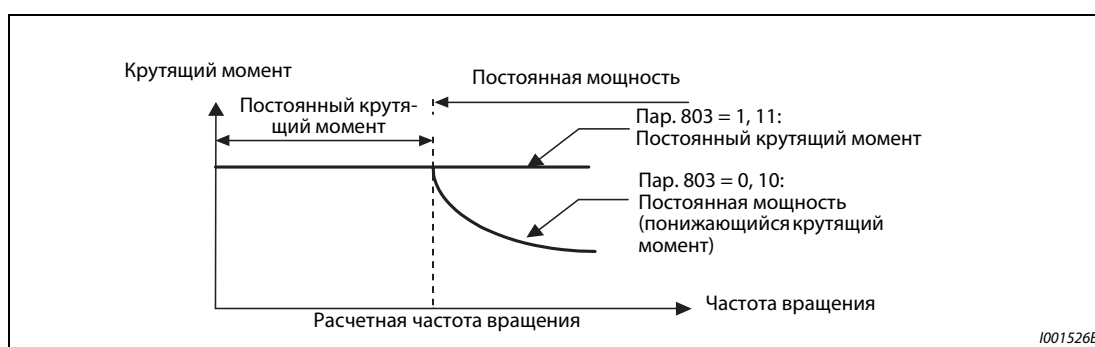 Крутящий момент
Постоянная мощность
Постоянный крутя-
щий момент
Пар. 803 = 1, 11:
Постоянный крутящий момент
Пар. 803 = 0, 10:
Постоянная мощность
(понижающийся крутящий
момент)
Частота вращения
Расчетная частота вращения
I001526E